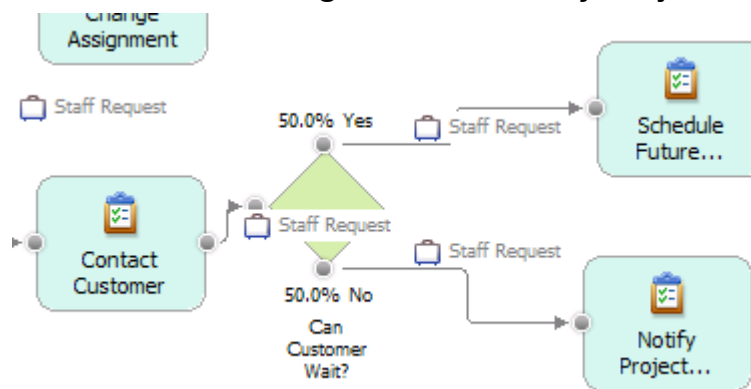 Change
Assignment
Staff Request
50.0% Yes
Staff Request
Schedule
Future...
Contact
Customer
Staff Request
Staff Request
50.0% No
Can
Customer
Wait?
Notify
Project...